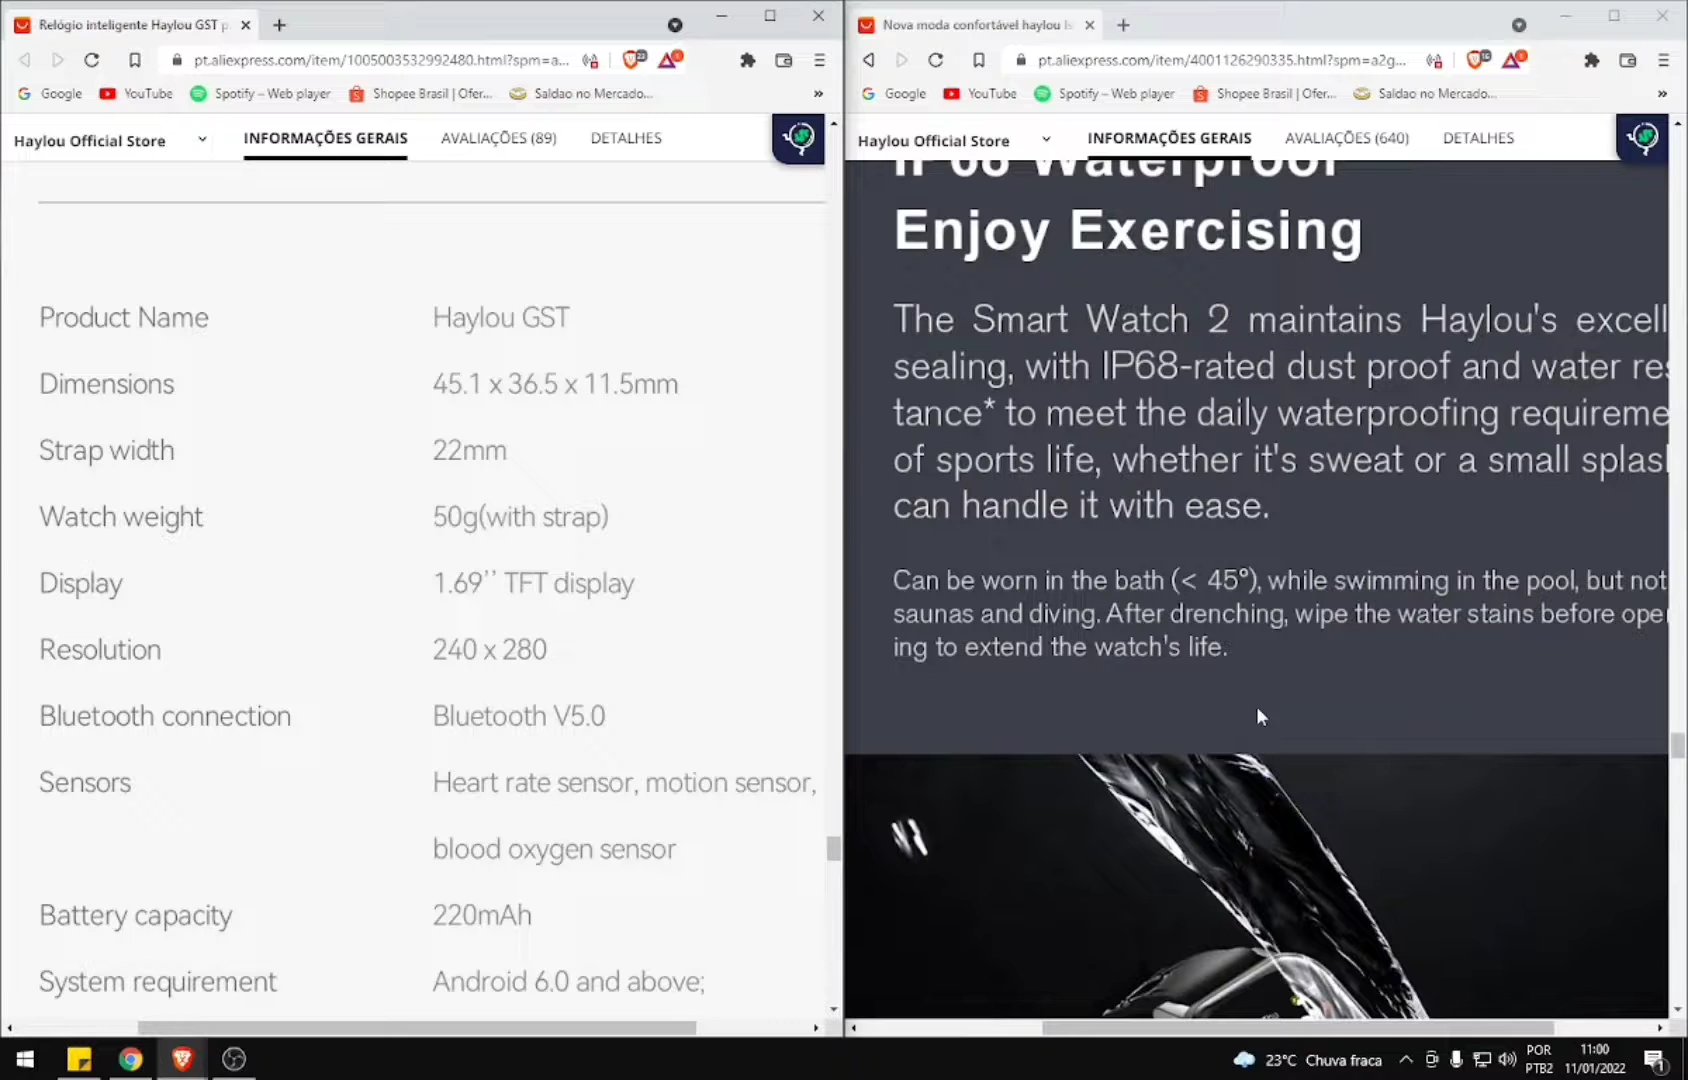 Relógio inteligente Haylou GST p
pt.aliexpress.com/item/1005003532992480.html?spm=a...
Google YouTube Spotify – Web player Shopee Brasil | Ofer... Saldao no Mercado... »
Haylou Official Store INFORMAÇÕES GERAIS AVALIAÇÕES (89) DETALHES
Product Name Haylou GST
Dimensions 45.1 x 36.5 x 11.5mm
Strap width 22mm
Watch weight 50g(with strap)
Display 1.69’’ TFT display
Resolution 240 x 280
Bluetooth connection Bluetooth V5.0
Sensors Heart rate sensor, motion sensor,
blood oxygen sensor
Battery capacity 220mAh
System requirement Android 6.0 and above;
Nova moda confortável haylou ls
pt.aliexpress.com/item/4001126290335.html?spm=a2g...
Google YouTube Spotify – Web player Shopee Brasil | Ofer... Saldao no Mercado... »
Haylou Official Store INFORMAÇÕES GERAIS AVALIAÇÕES (640) DETALHES
IP68 Waterproof
Enjoy Exercising
The Smart Watch 2 maintains Haylou's excell
sealing, with IP68-rated dust proof and water res
tance* to meet the daily waterproofing requireme
of sports life, whether it's sweat or a small splas
can handle it with ease.
Can be worn in the bath (< 45°), while swimming in the pool, but not
saunas and diving. After drenching, wipe the water stains before ope
ing to extend the watch's life.
23°C Chuva fraca
POR
PTB2
11:00
11/01/2022
1